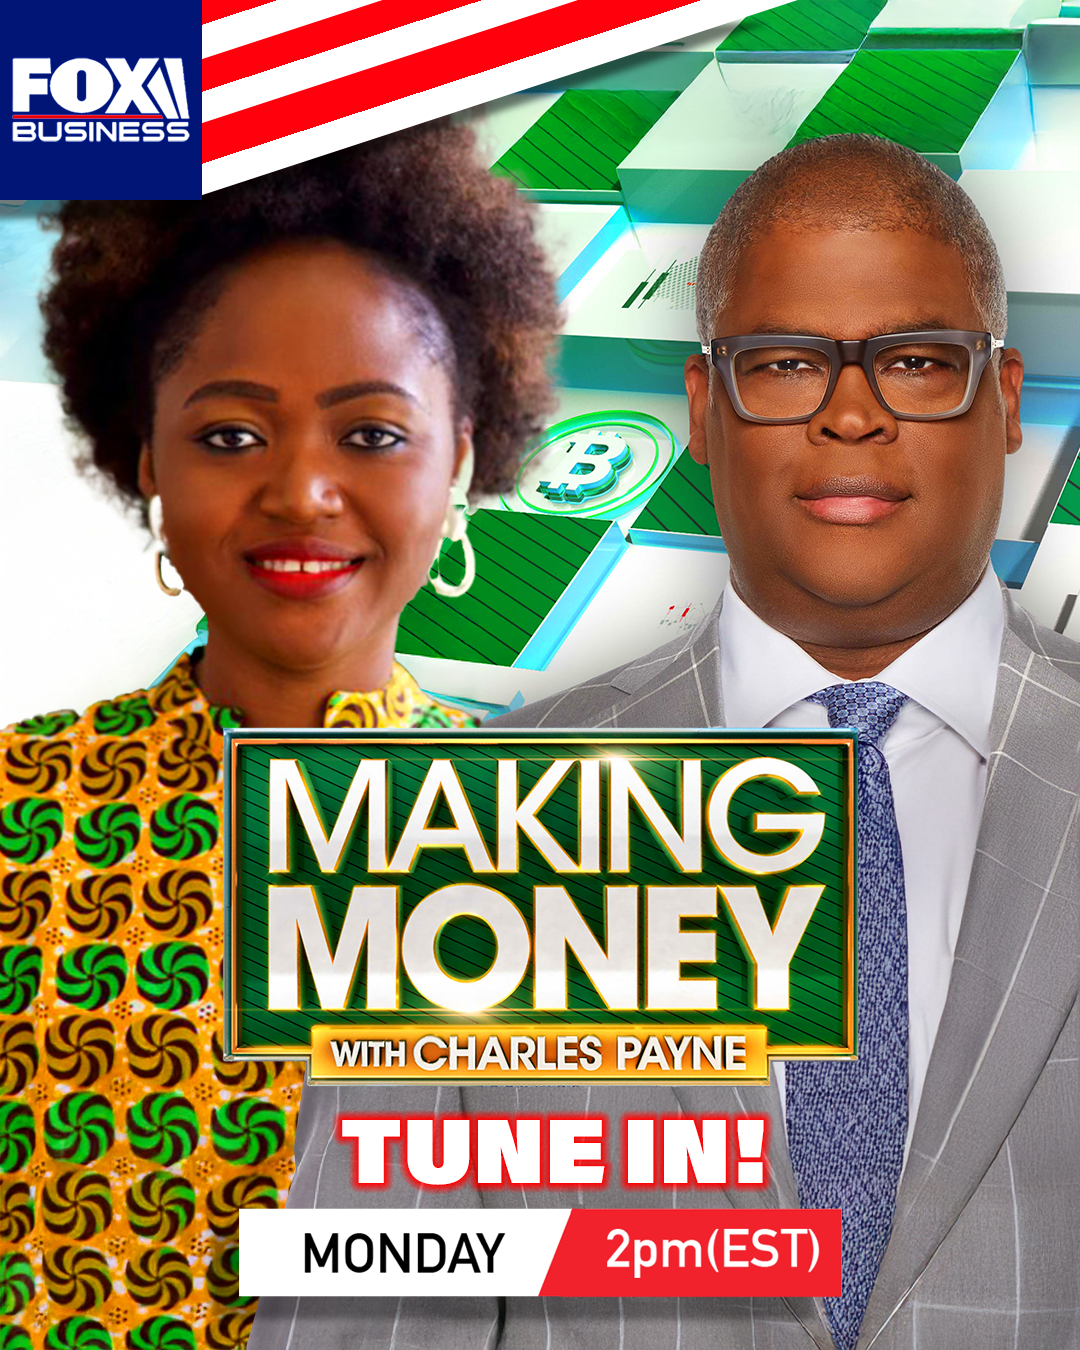 FOX
BUSINESS
MAKING
MONEY
WITH CHARLES PAYNE
TUNE IN!
MONDAY
2pm(EST)